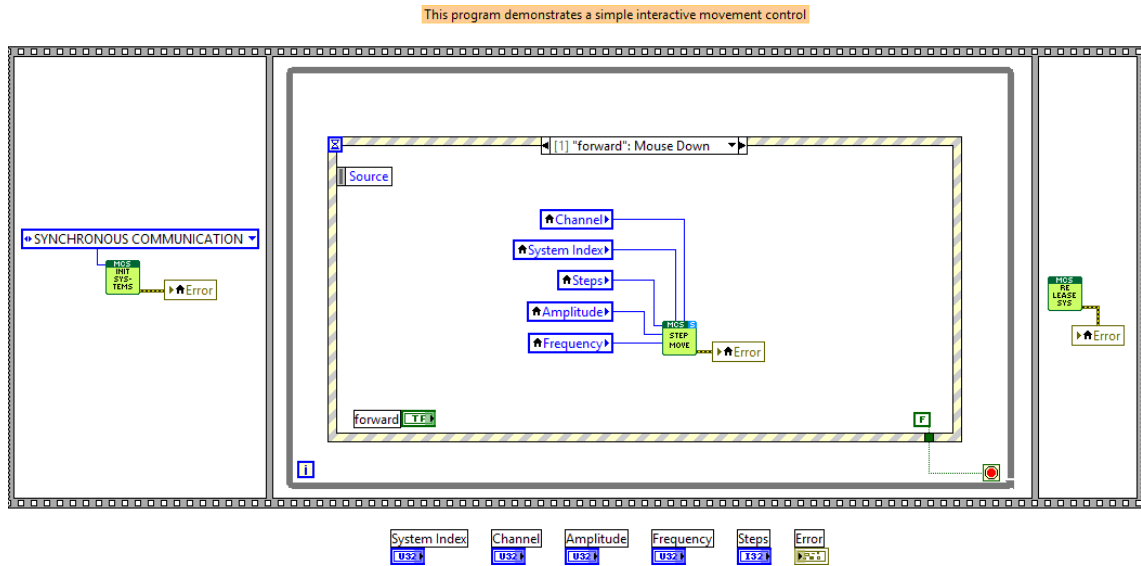 This program demonstrates a simple interactive movement control
[1] "forward": Mouse Down
Source
Channel
System Index
Steps
Amplitude
Frequency
MCS S
STEP
MOVE
Error
SYNCHRONOUS COMMUNICATION
MCS
INIT
SYS-
TEMS
Error
MCS
RE
LEASE
SYS
Error
forward TF
F
i
System Index Channel Amplitude Frequency Steps Error
U32 U32 U32 U32 I32